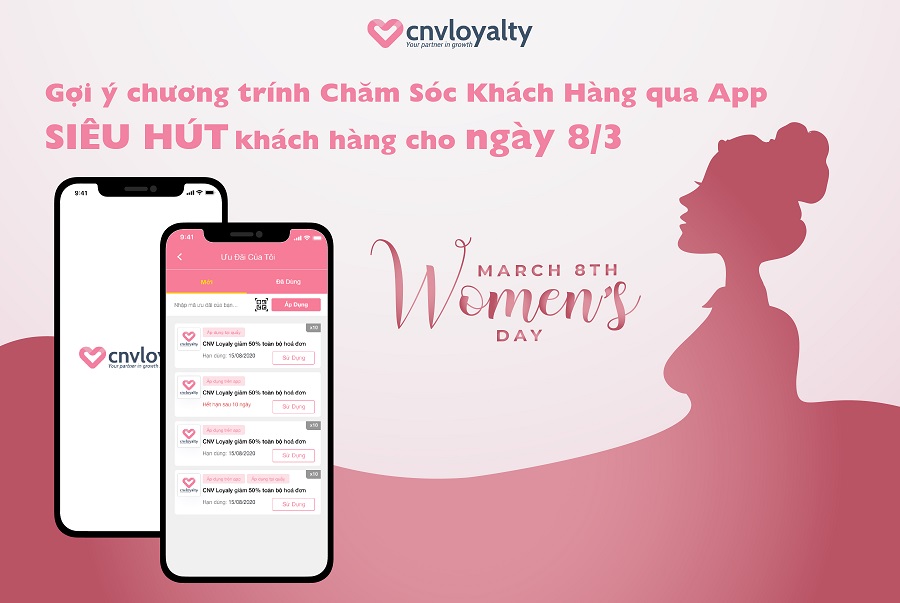 cnvloyalty
Your partner in growth
Gợi ý chương trình Chăm Sóc Khách Hàng qua App
SIÊU HÚT khách hàng cho ngày 8/3
9:41
cnvloy
Your partner in growth
9:41
Ưu Đãi Của Tôi
Mới
Đã Dùng
Nhập mã ưu đãi của bạn...
Áp Dụng
x10
Áp dụng tại quầy
CNV Loyaly giảm 50% toàn bộ hoá đơn
Hạn dùng: 15/08/2020
Sử Dụng
cnvloyalty
Áp dụng trên app
CNV Loyaly giảm 50% toàn bộ hoá đơn
Hết hạn sau 10 ngày
Sử Dụng
cnvloyalty
x10
Áp dụng trên app
CNV Loyaly giảm 50% toàn bộ hoá đơn
Hạn dùng: 15/08/2020
Sử Dụng
cnvloyalty
x10
Áp dụng trên app Áp dụng tại quầy
CNV Loyaly giảm 50% toàn bộ hoá đơn
Hạn dùng: 15/08/2020
Sử Dụng
cnvloyalty
MARCH 8TH
Women's
DAY